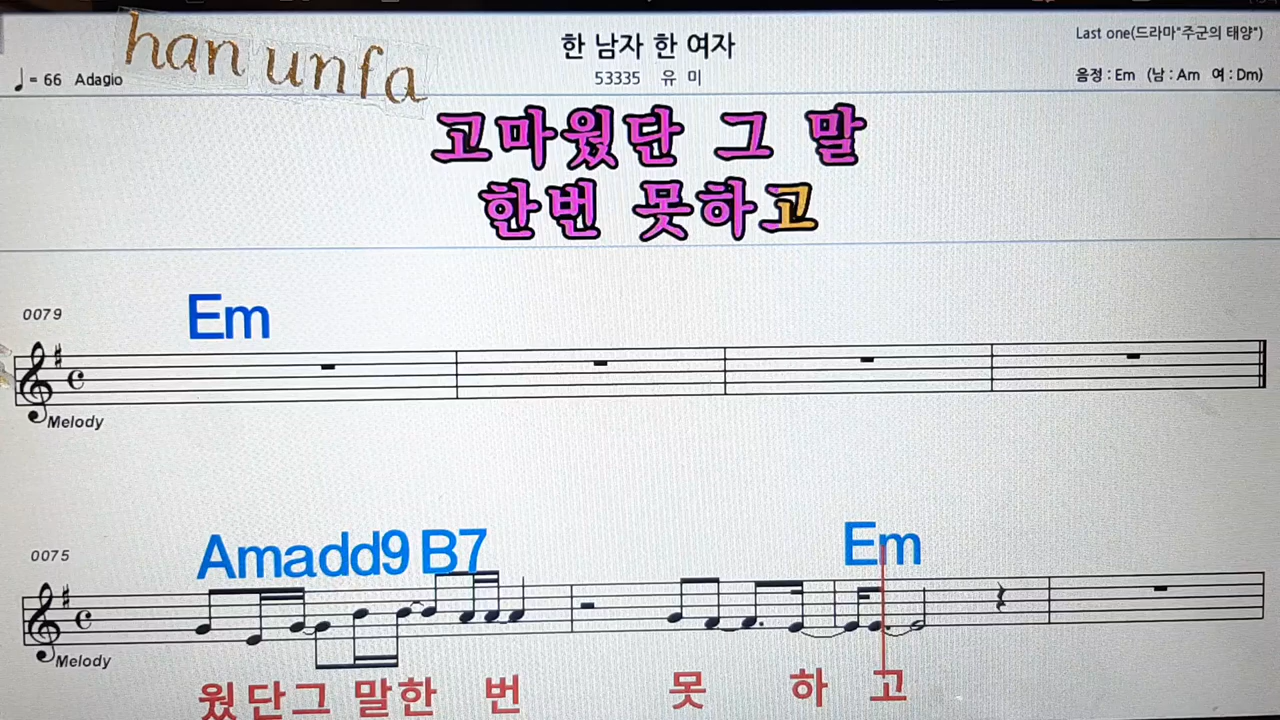 han unfa
한 남자 한 여자
Last one(드라마"주군의 태양")
♩= 66 Adagio
53335 유 미
음정 : Em (남 : Am 여 : Dm)
고마웠단 그 말
한번 못하고
0079
Em
Melody
0075
Amadd9 B7 Em
Melody
웠단그 말한 번 못 하 고